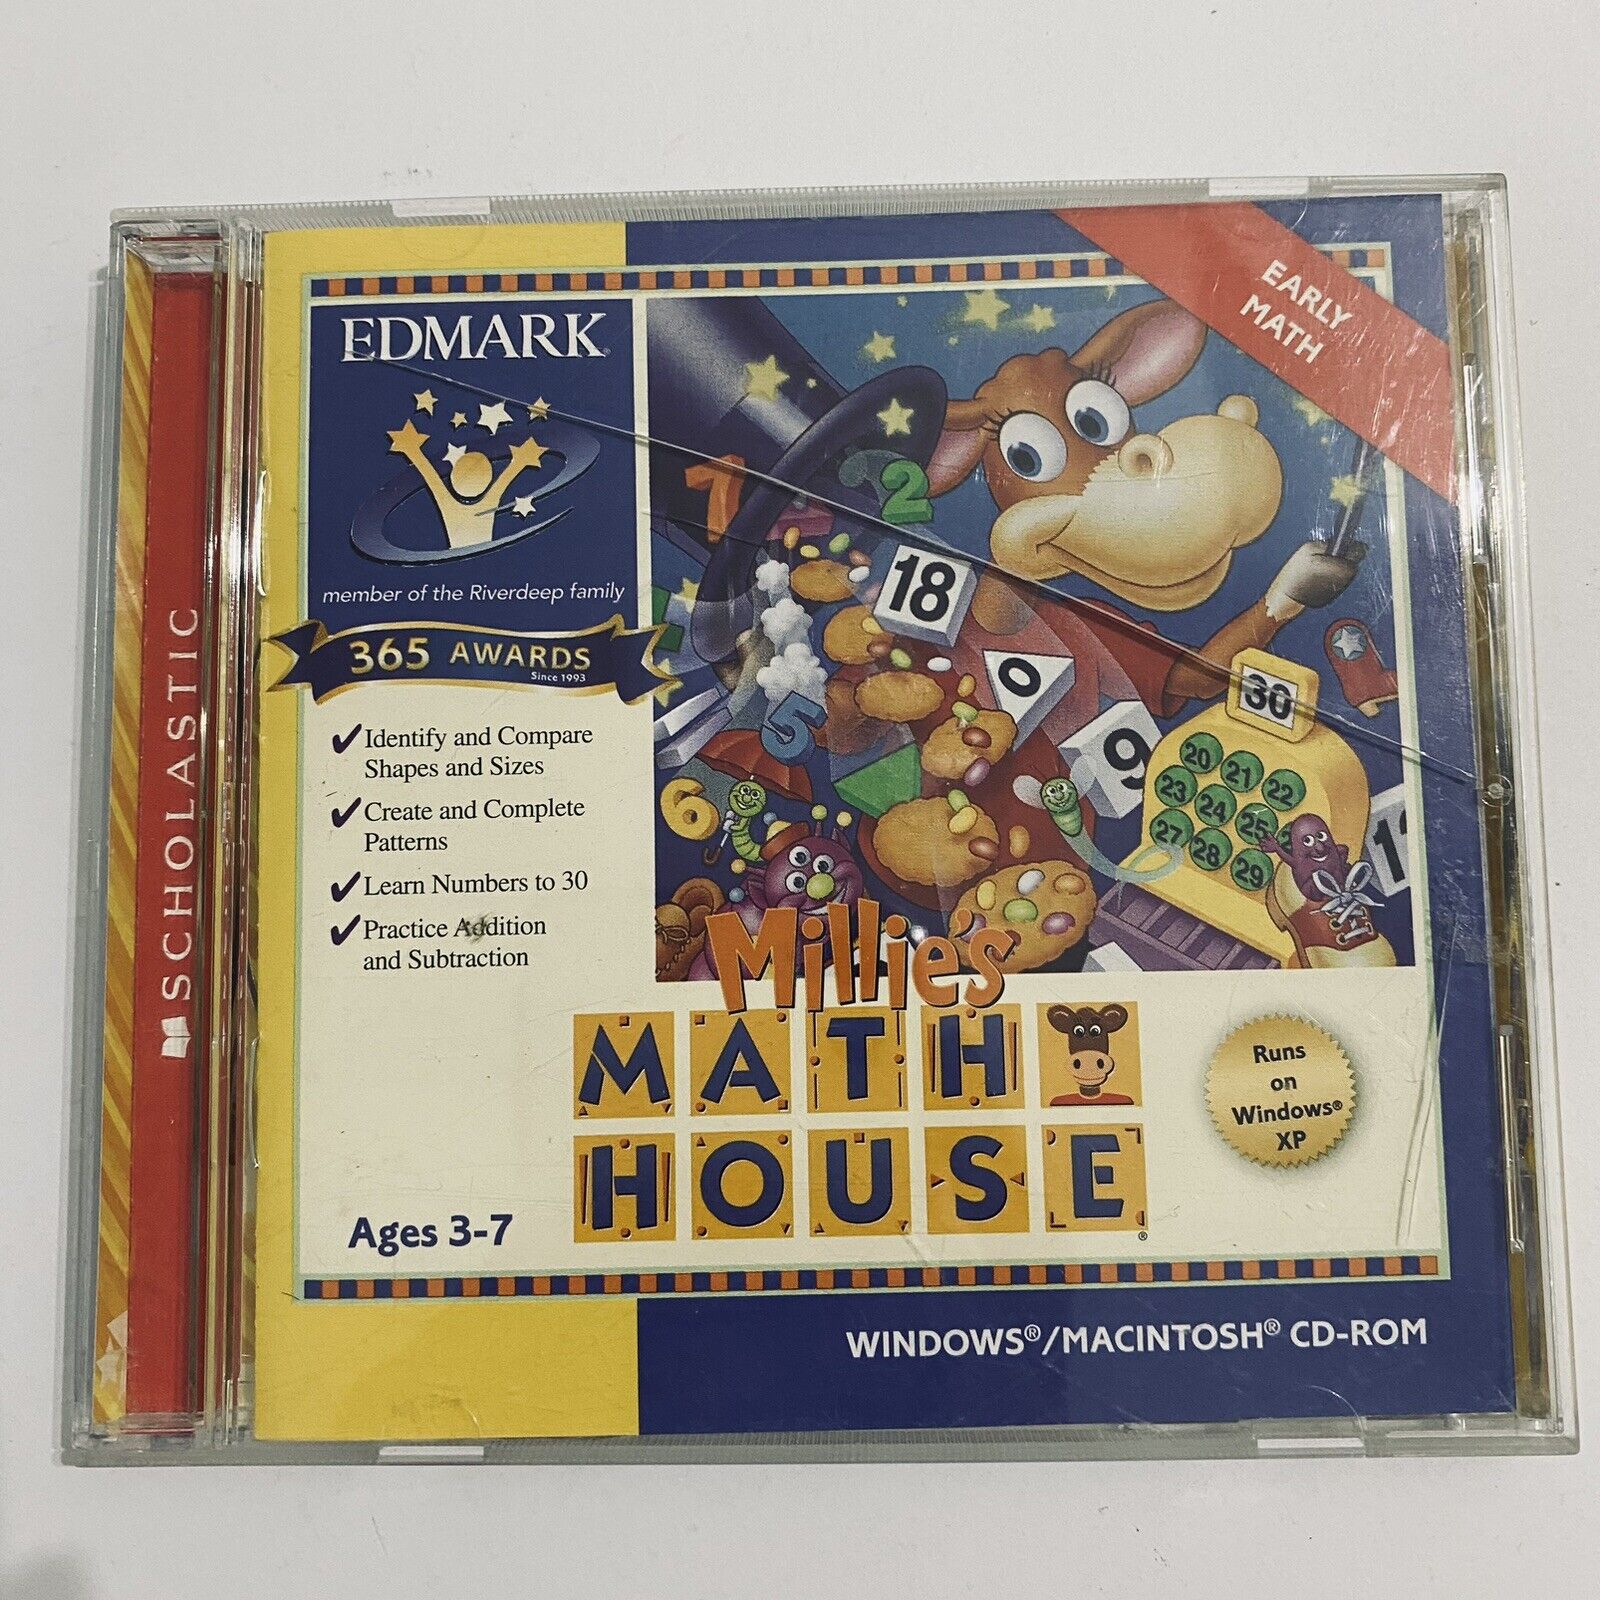 SCHOLASTIC
EARLY
MATH
EDMARK®
member of the Riverdeep family
365 AWARDS
Since 1993
✔Identify and Compare
Shapes and Sizes
✔Create and Complete
Patterns
✔Learn Numbers to 30
✔Practice Addition
and Subtraction
1
2
18
0
5
9
6
30
20 21 22
23 24 25
27 28 29
Millie's
MATH
HOUSE®
Runs
on
Windows®
XP
Ages 3-7
WINDOWS®/MACINTOSH® CD-ROM